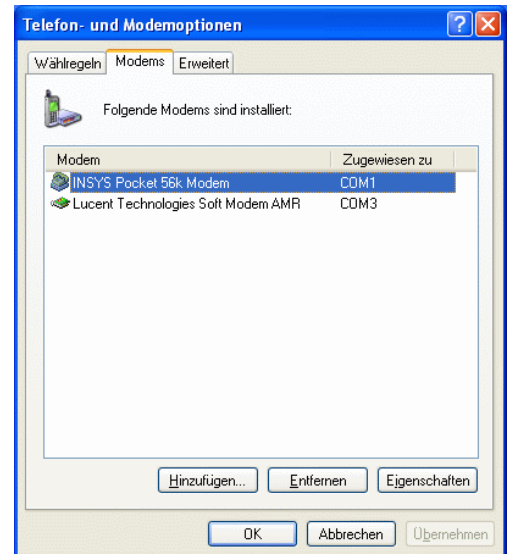 Telefon- und Modemoptionen
Wählregeln Modems Erweitert
Folgende Modems sind installiert:
Modem Zugewiesen zu
INSYS Pocket 56k Modem COM1
Lucent Technologies Soft Modem AMR COM3
Hinzufügen... Entfernen Eigenschaften
OK Abbrechen Übernehmen